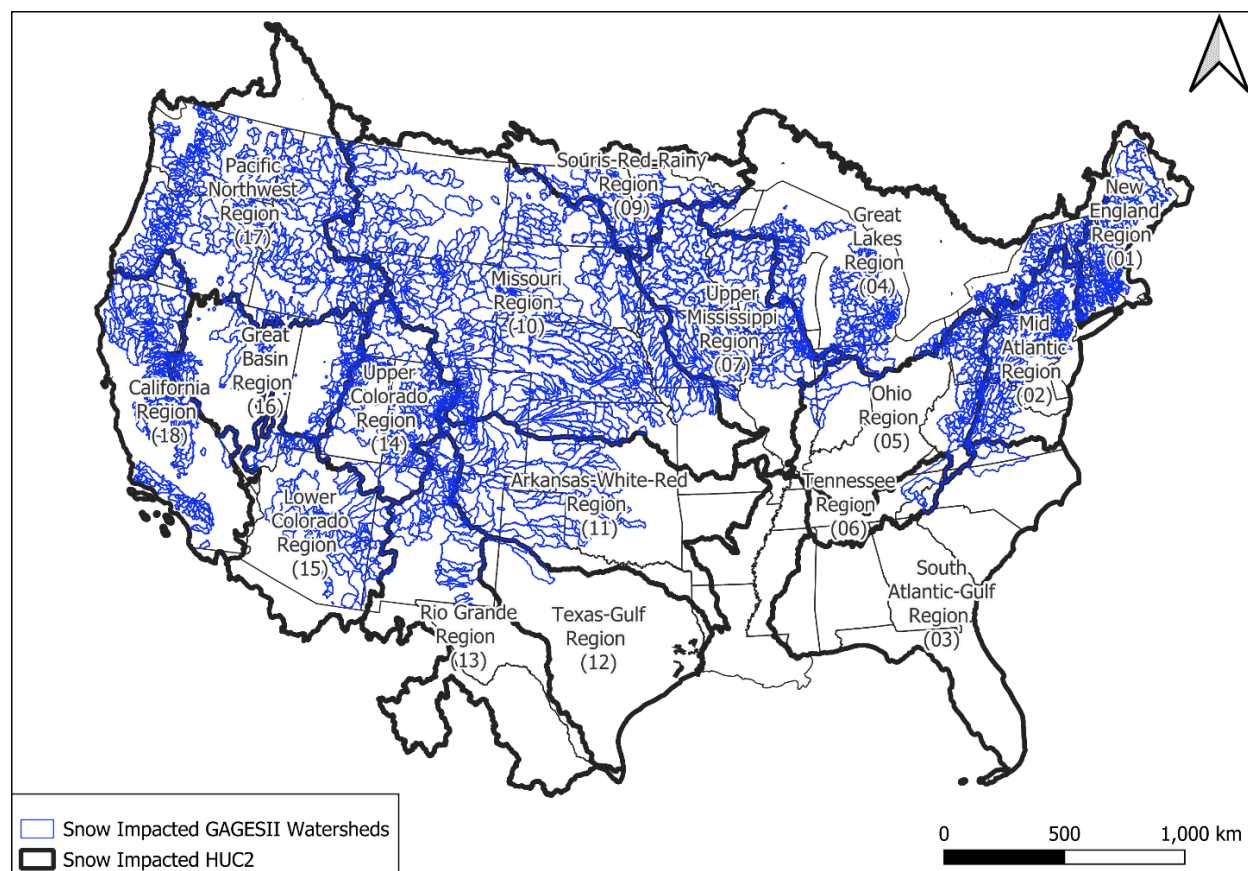 Pacific
Northwest
Region
(17)
Souris-Red-Rainy
Region
(09)
Great
Lakes
Region
(04)
New
England
Region
(01)
Missouri
Region
(10)
Upper
Mississippi
Region
(07)
Mid
Atlantic
Region
(02)
Great
Basin
Region
(16)
California
Region
(18)
Upper
Colorado
Region
(14)
Ohio
Region
(05)
Lower
Colorado
Region
(15)
Arkansas-White-Red
Region
(11)
Tennessee
Region
(06)
Rio Grande
Region
(13)
Texas-Gulf
Region
(12)
South
Atlantic-Gulf
Region
(03)
Snow Impacted GAGESII Watersheds
Snow Impacted HUC2
0 500 1,000 km